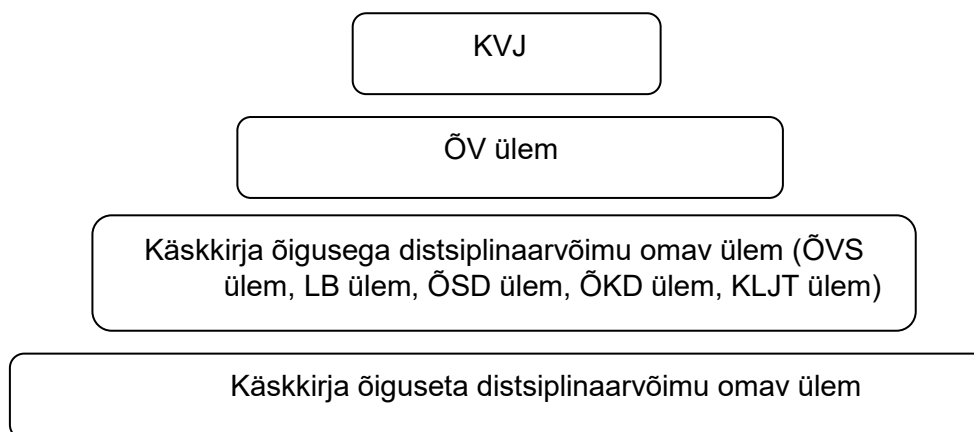 KVJ
ÕV ülem
Käskkirja õigusega distsiplinaarvõimu omav ülem (ÕVS
ülem, LB ülem, ÕSD ülem, ÕKD ülem, KLJT ülem)
Käskkirja õiguseta distsiplinaarvõimu omav ülem